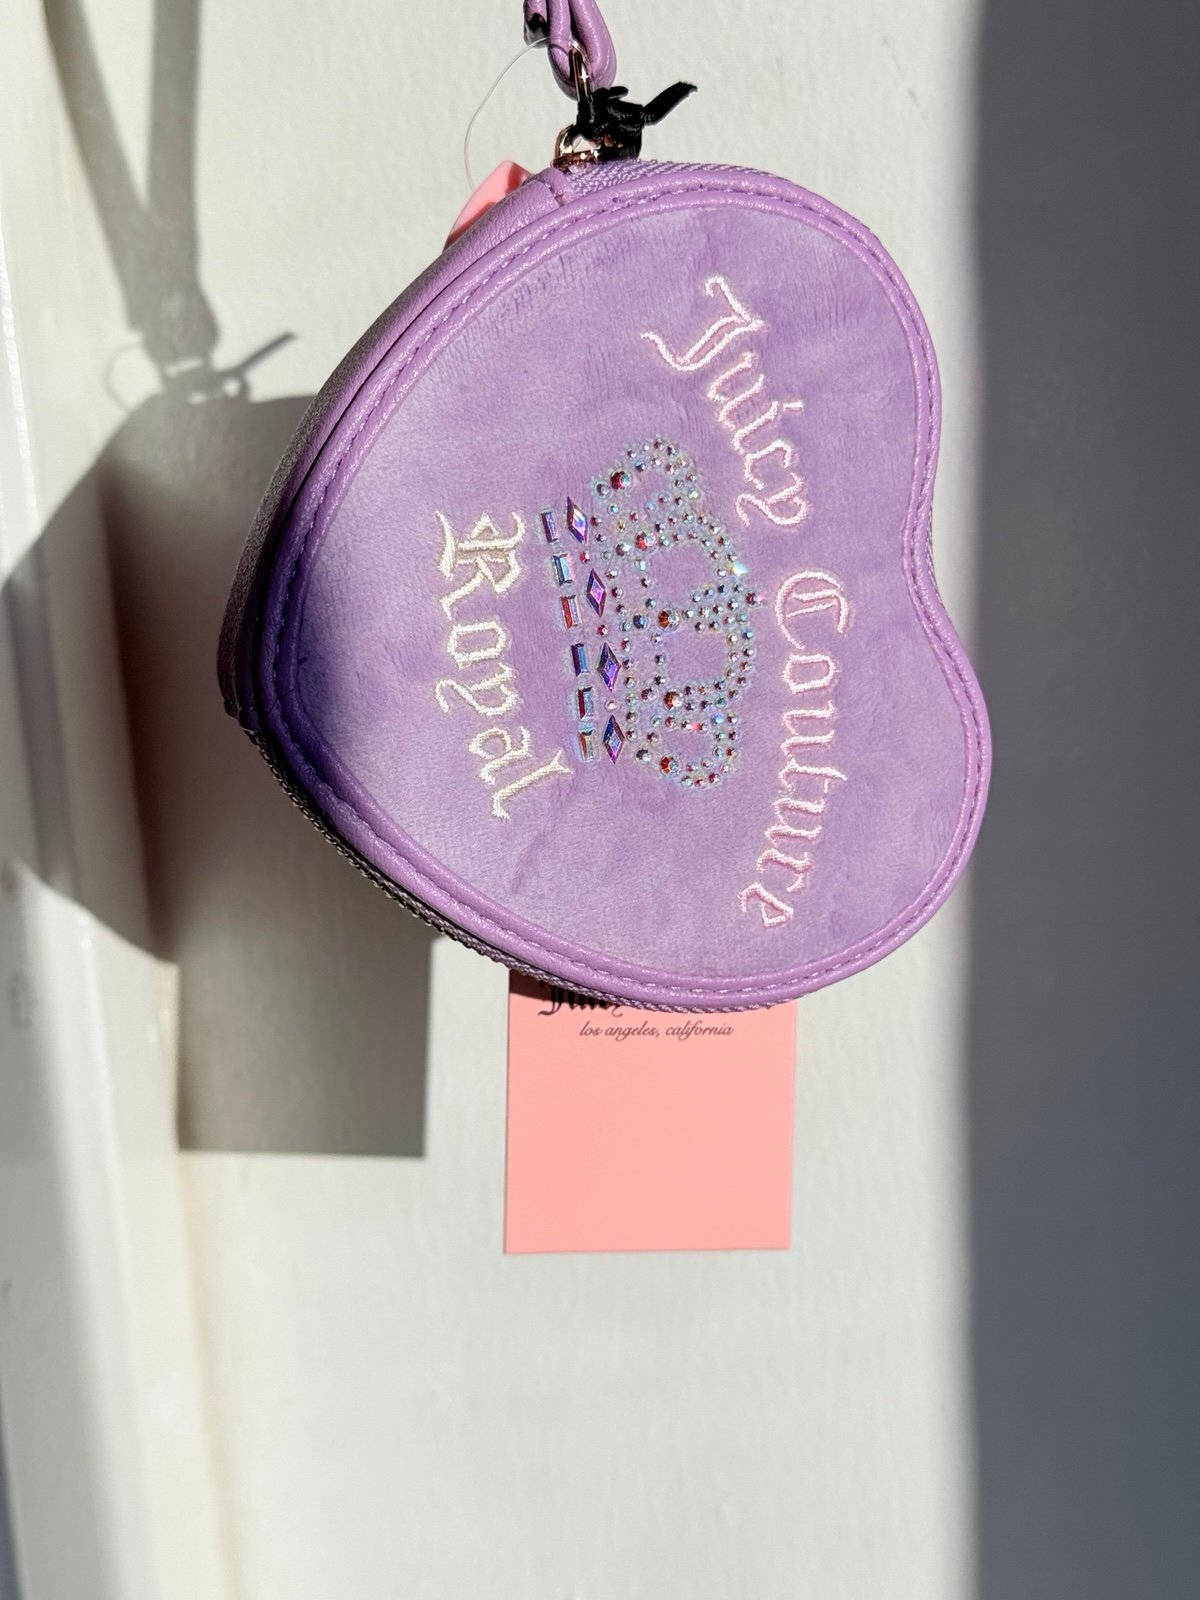 Juicy Couture
Royal
los angeles, california